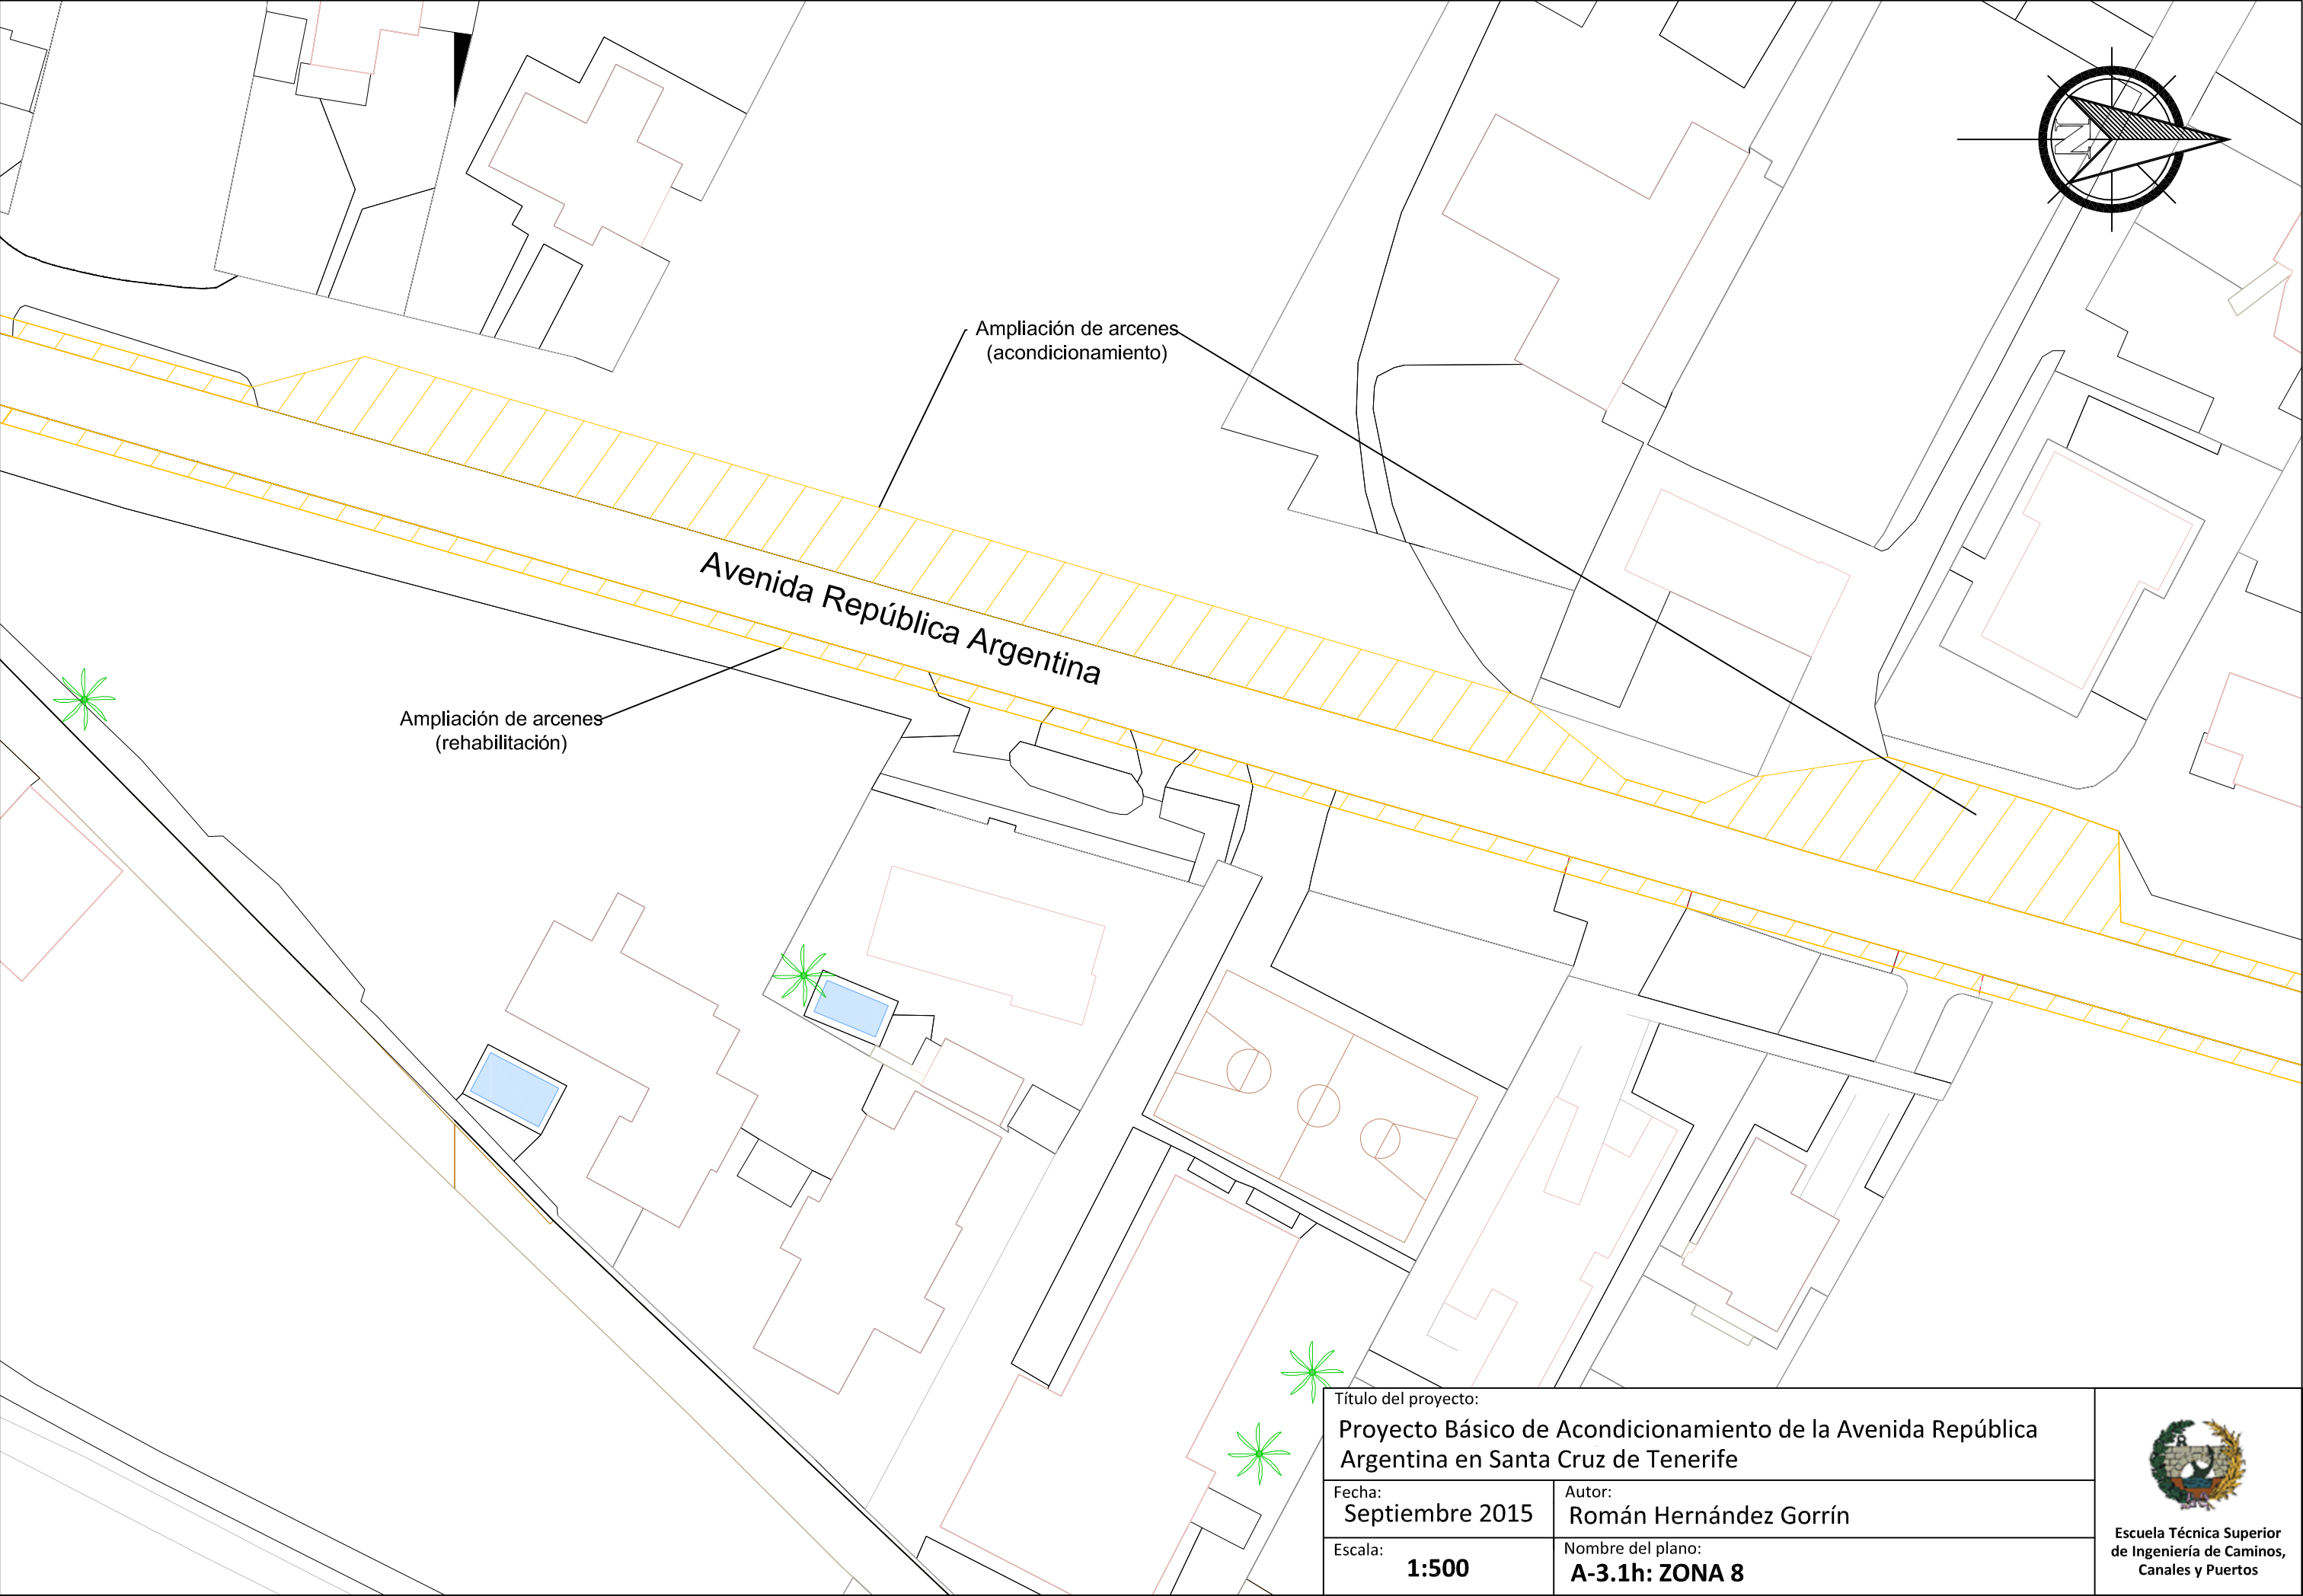 N
Ampliación de arcenes
(acondicionamiento)
Avenida República Argentina
Ampliación de arcenes
(rehabilitación)
Título del proyecto:
Proyecto Básico de Acondicionamiento de la Avenida República
Argentina en Santa Cruz de Tenerife
Fecha:
Septiembre 2015
Autor:
Román Hernández Gorrín
Escala:
1:500
Nombre del plano:
A-3.1h: ZONA 8
Escuela Técnica Superior
de Ingeniería de Caminos,
Canales y Puertos